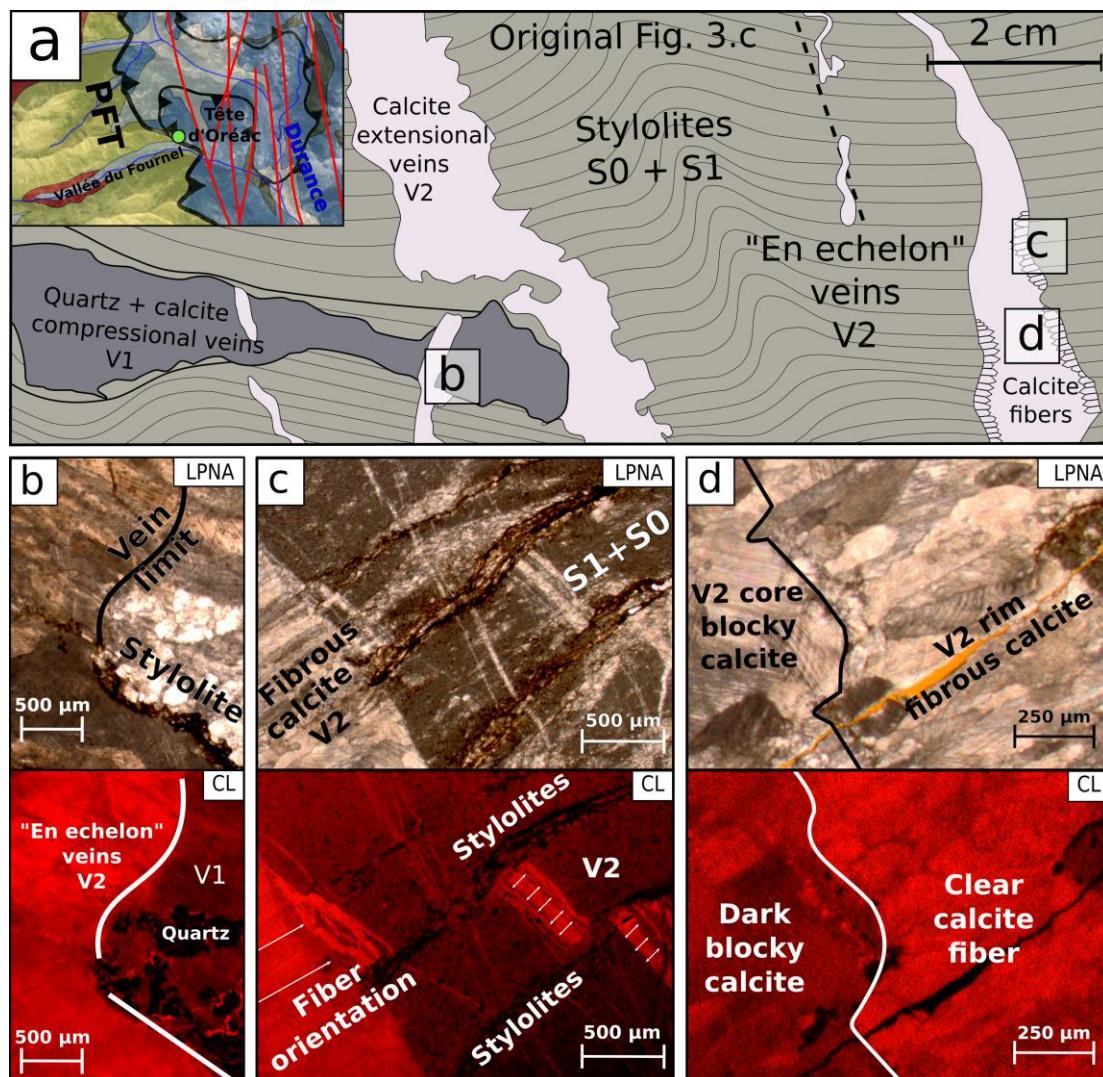 a
PFT
Tête
d'Oréac
Durance
Vallée du Fournel
Original Fig. 3.c
2 cm
Calcite
extensional
veins
V2
Stylolites
S0 + S1
"En echelon"
veins
V2
Quartz + calcite
compressional veins
V1
b
c
d
Calcite
fibers
b
LPNA
Vein
limit
Stylolite
500 µm
c
LPNA
S1+S0
Fibrous
calcite
V2
500 µm
d
LPNA
V2 core
blocky
calcite
V2 rim
fibrous calcite
250 µm
CL
"En echelon"
veins
V2
V1
Quartz
500 µm
CL
Stylolites
V2
Fiber
orientation
Stylolites
500 µm
CL
Dark
blocky
calcite
Clear
calcite
fiber
250 µm